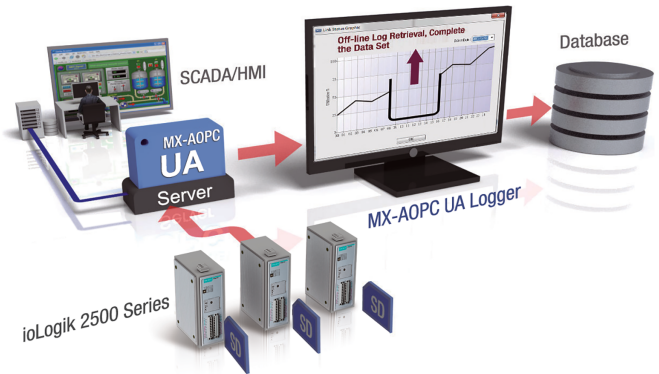 Off-line Log Retrieval, Complete
the Data Set
Database
SCADA/HMI
MX-AOPC
UA
Server
MX-AOPC UA Logger
ioLogik 2500 Series
SD
SD
SD